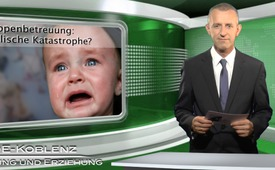 ppenbetreuung:
lische Katastrophe?
E-KOBLENZ
UNG UND ERZIEHUNG